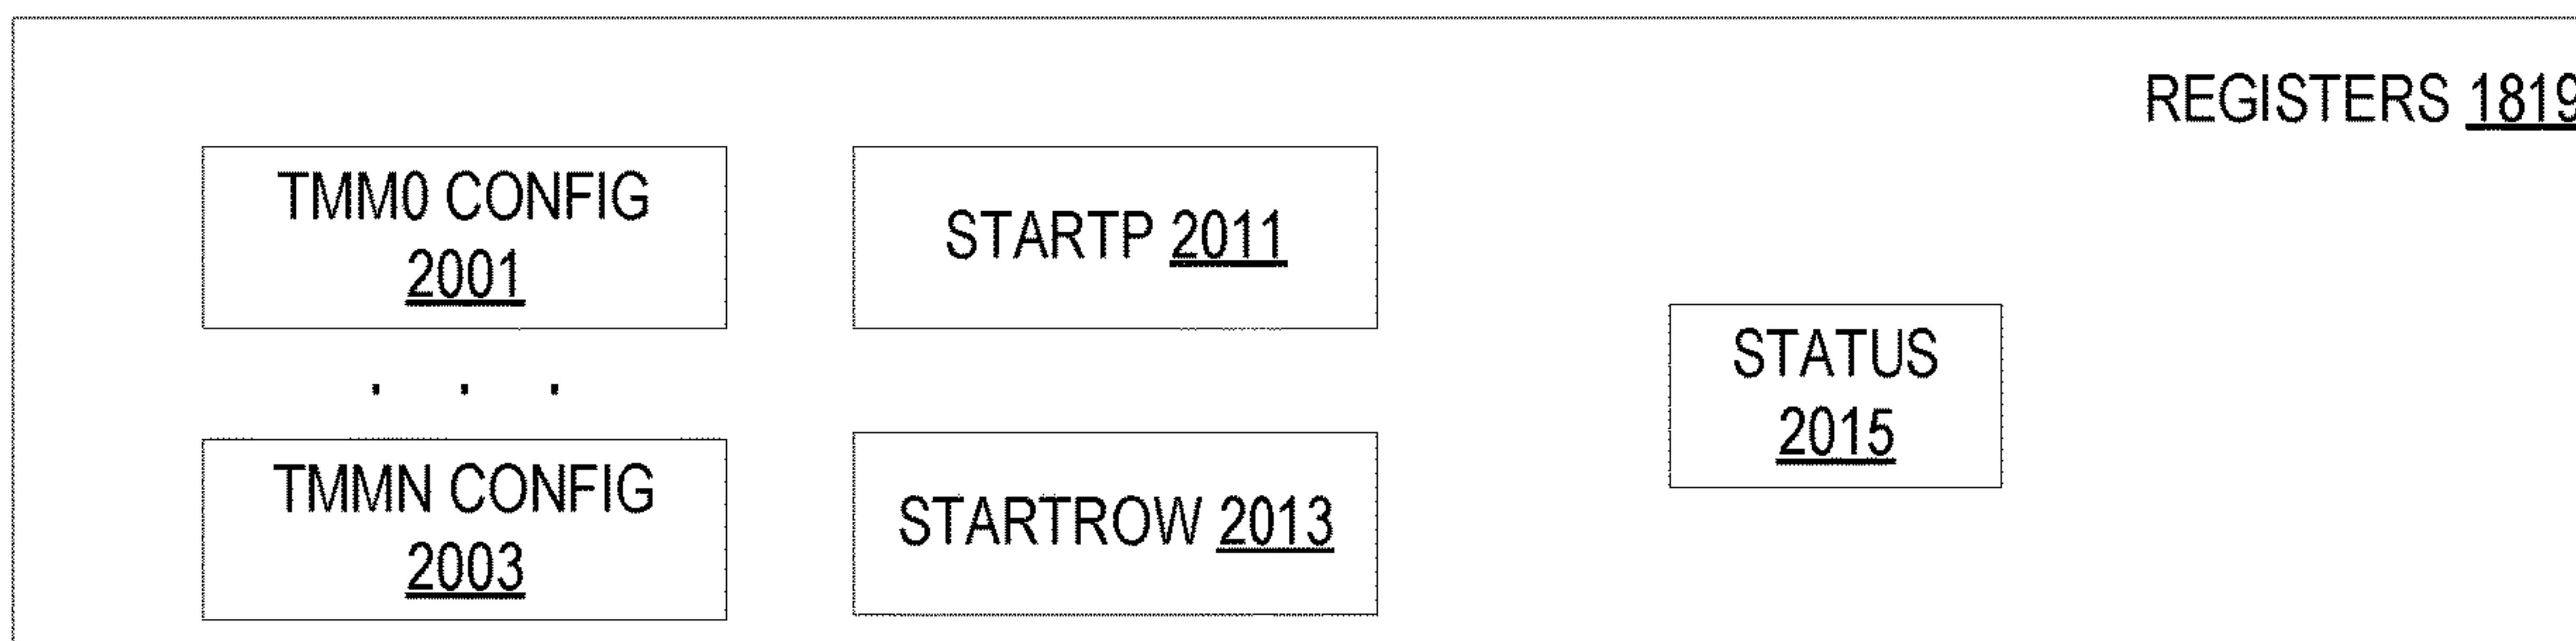 REGISTERS 1819
TMM0 CONFIG
2001
STARTP 2011
. . .
STATUS
2015
TMMN CONFIG
2003
STARTROW 2013